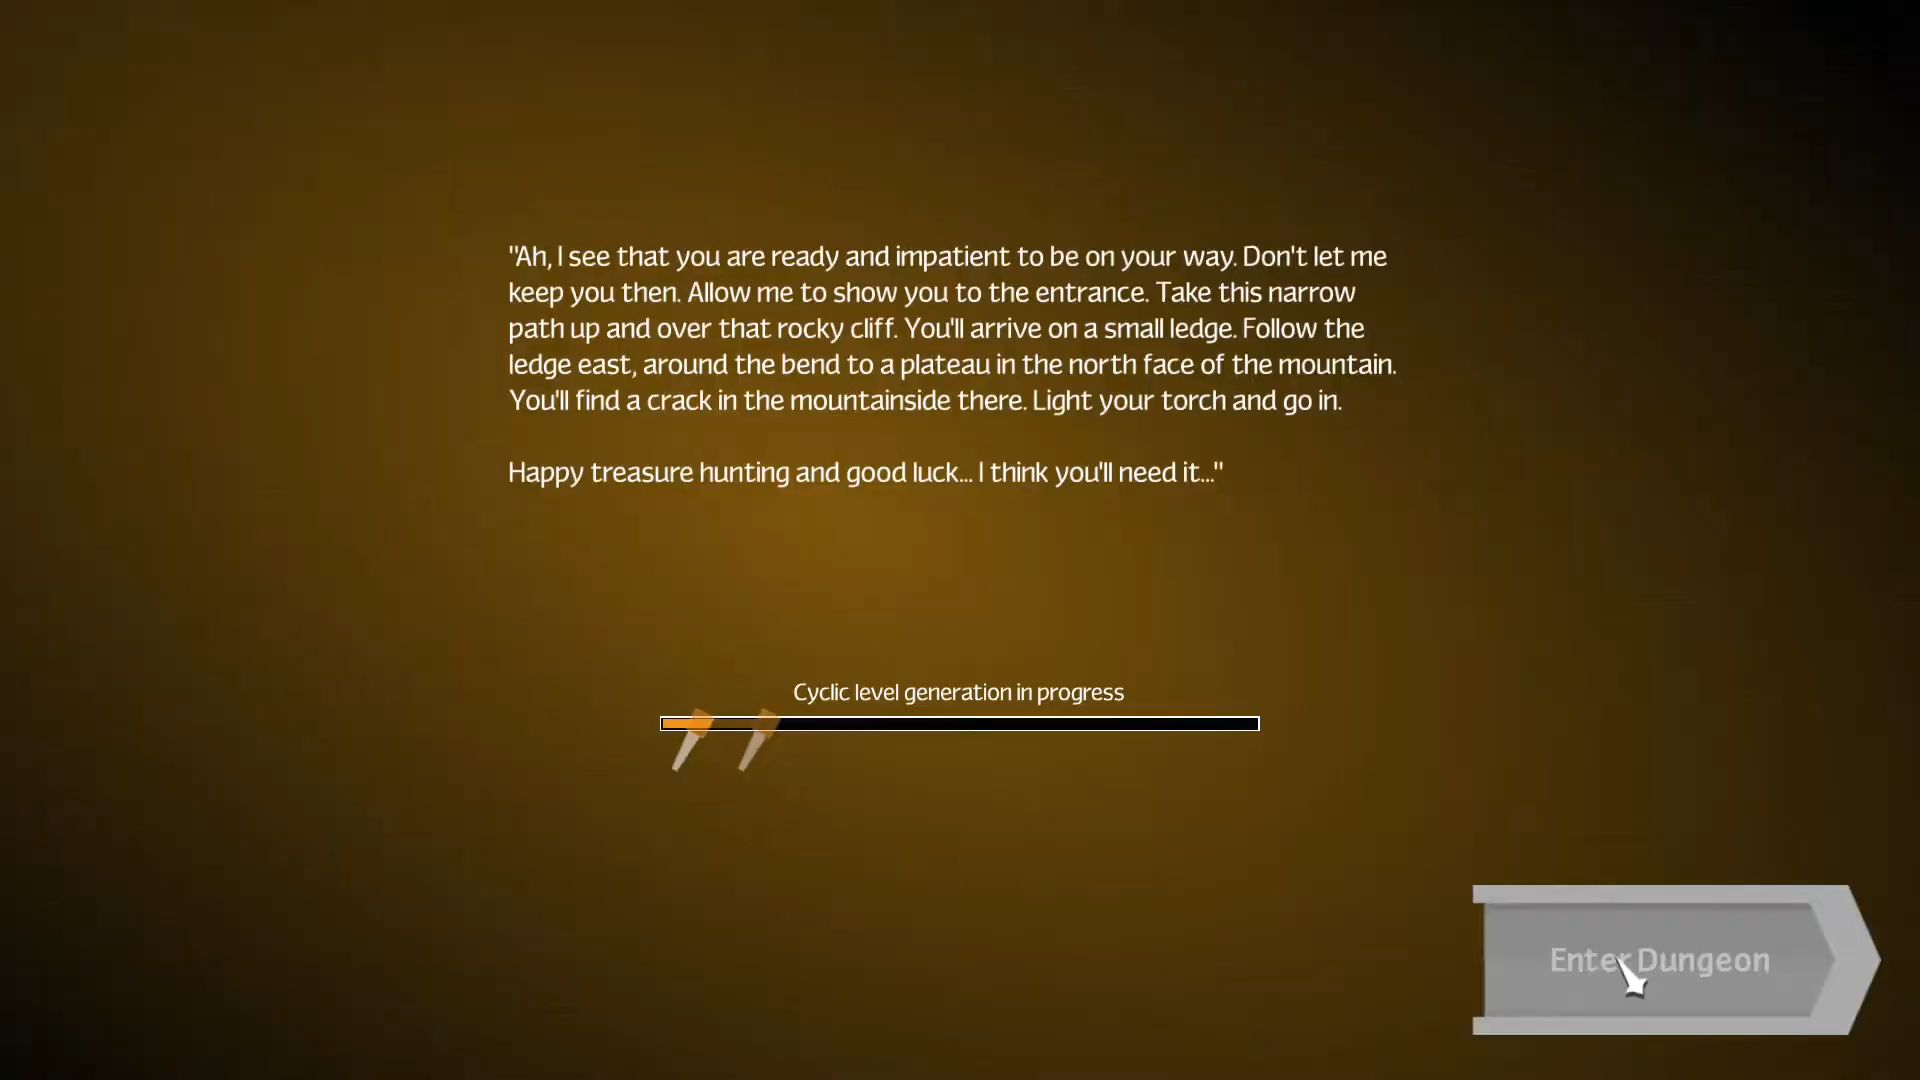 "Ah, I see that you are ready and impatient to be on your way. Don't let me
keep you then. Allow me to show you to the entrance. Take this narrow
path up and over that rocky cliff. You'll arrive on a small ledge. Follow the
ledge east, around the bend to a plateau in the north face of the mountain.
You'll find a crack in the mountainside there. Light your torch and go in.
Happy treasure hunting and good luck... I think you'll need it..."
Cyclic level generation in progress
Enter Dungeon